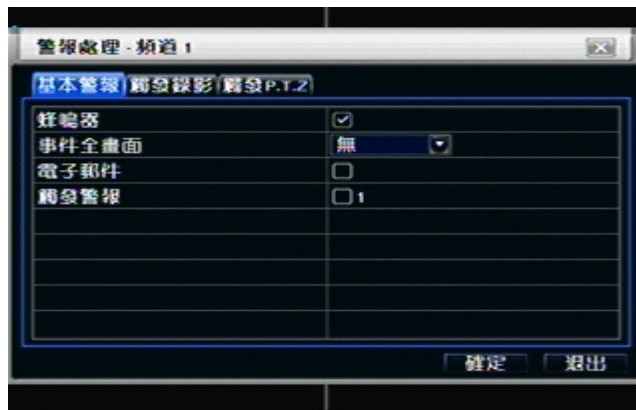 警報處理 - 頻道 1
基本警報 觸發錄影 觸發P.T.Z
蜂鳴器
事件全畫面 無
電子郵件
觸發警報 1
確定 退出